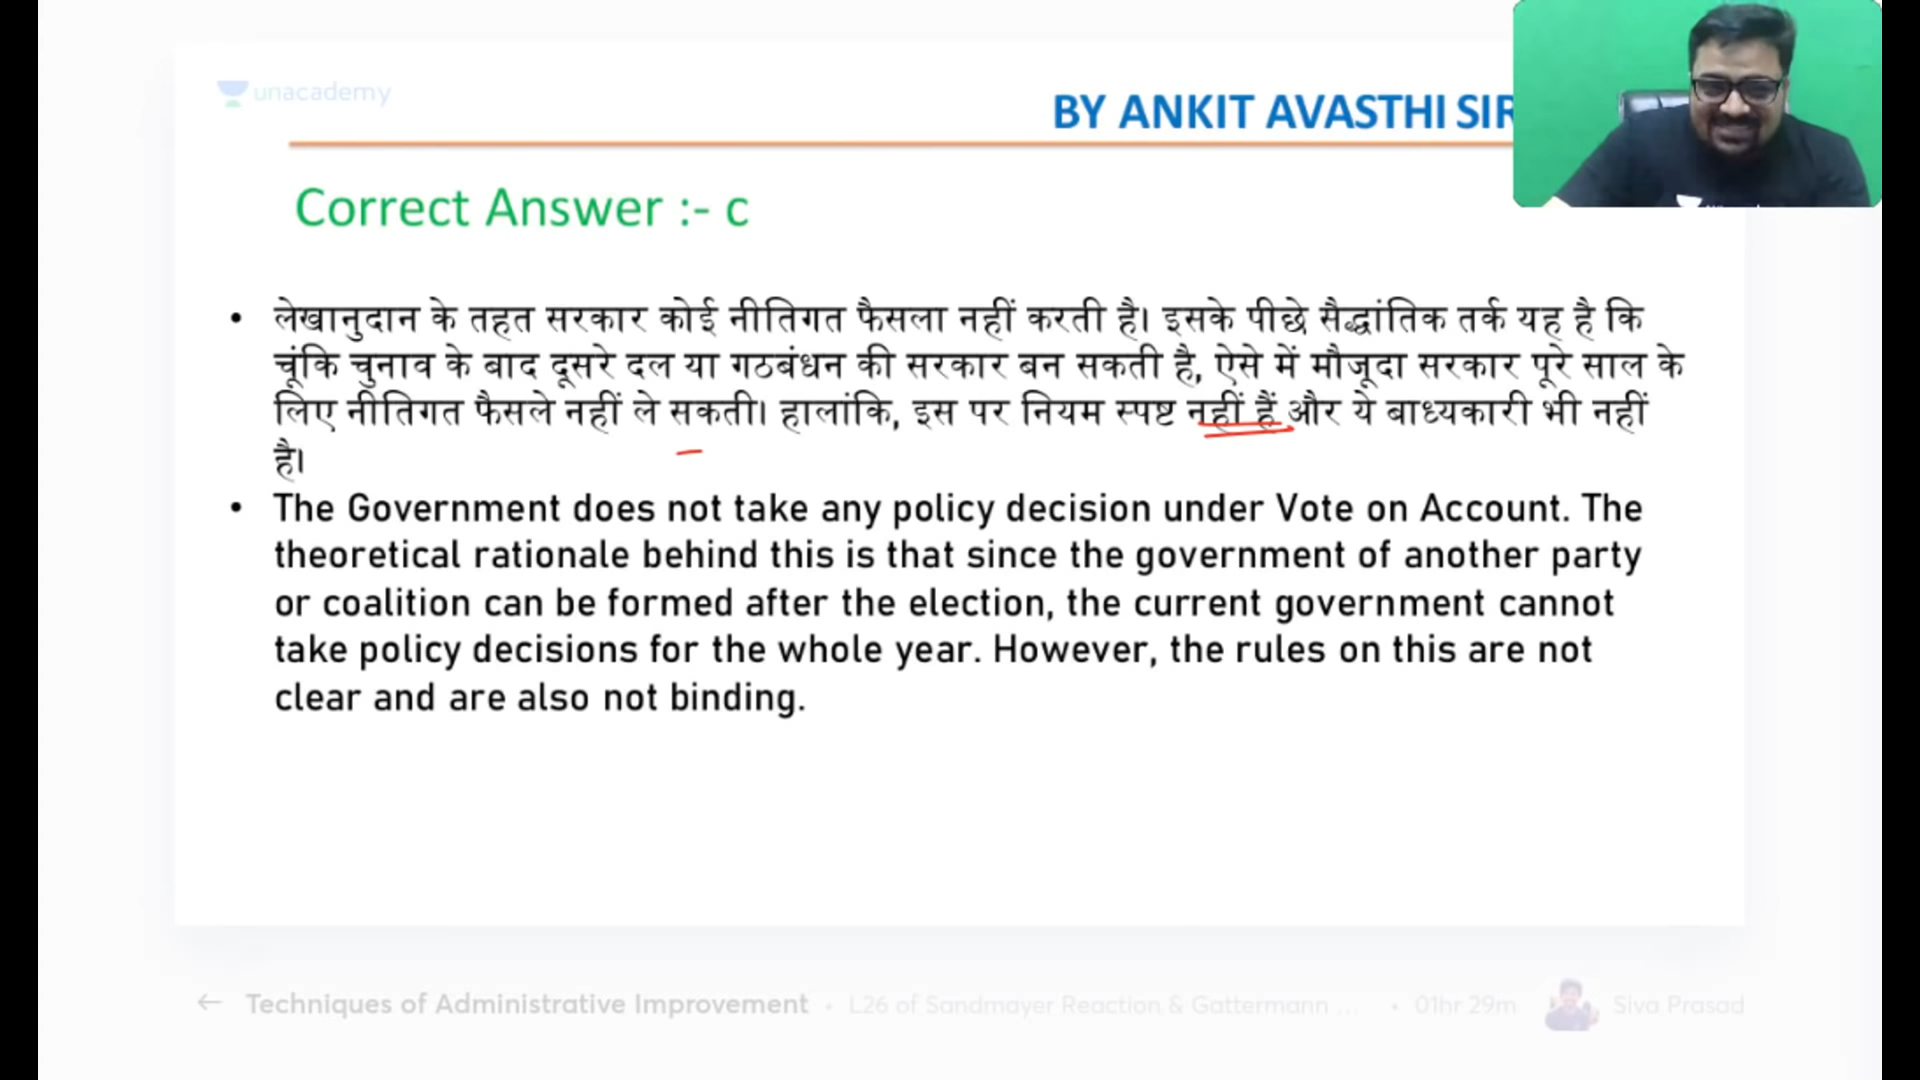 unacademy
BY ANKIT AVASTHI SIR
Correct Answer :- c
• लेखानुदान के तहत सरकार कोई नीतिगत फैसला नहीं करती है। इसके पीछे सैद्धांतिक तर्क यह है कि
चूंकि चुनाव के बाद दूसरे दल या गठबंधन की सरकार बन सकती है, ऐसे में मौजूदा सरकार पूरे साल के
लिए नीतिगत फैसले नहीं ले सकती। हालांकि, इस पर नियम स्पष्ट नहीं हैं और ये बाध्यकारी भी नहीं
है।
• The Government does not take any policy decision under Vote on Account. The
theoretical rationale behind this is that since the government of another party
or coalition can be formed after the election, the current government cannot
take policy decisions for the whole year. However, the rules on this are not
clear and are also not binding.
← Techniques of Administrative Improvement • L26 of Sandmayer Reaction & Gattermann ... • 01hr 29m Siva Prasad